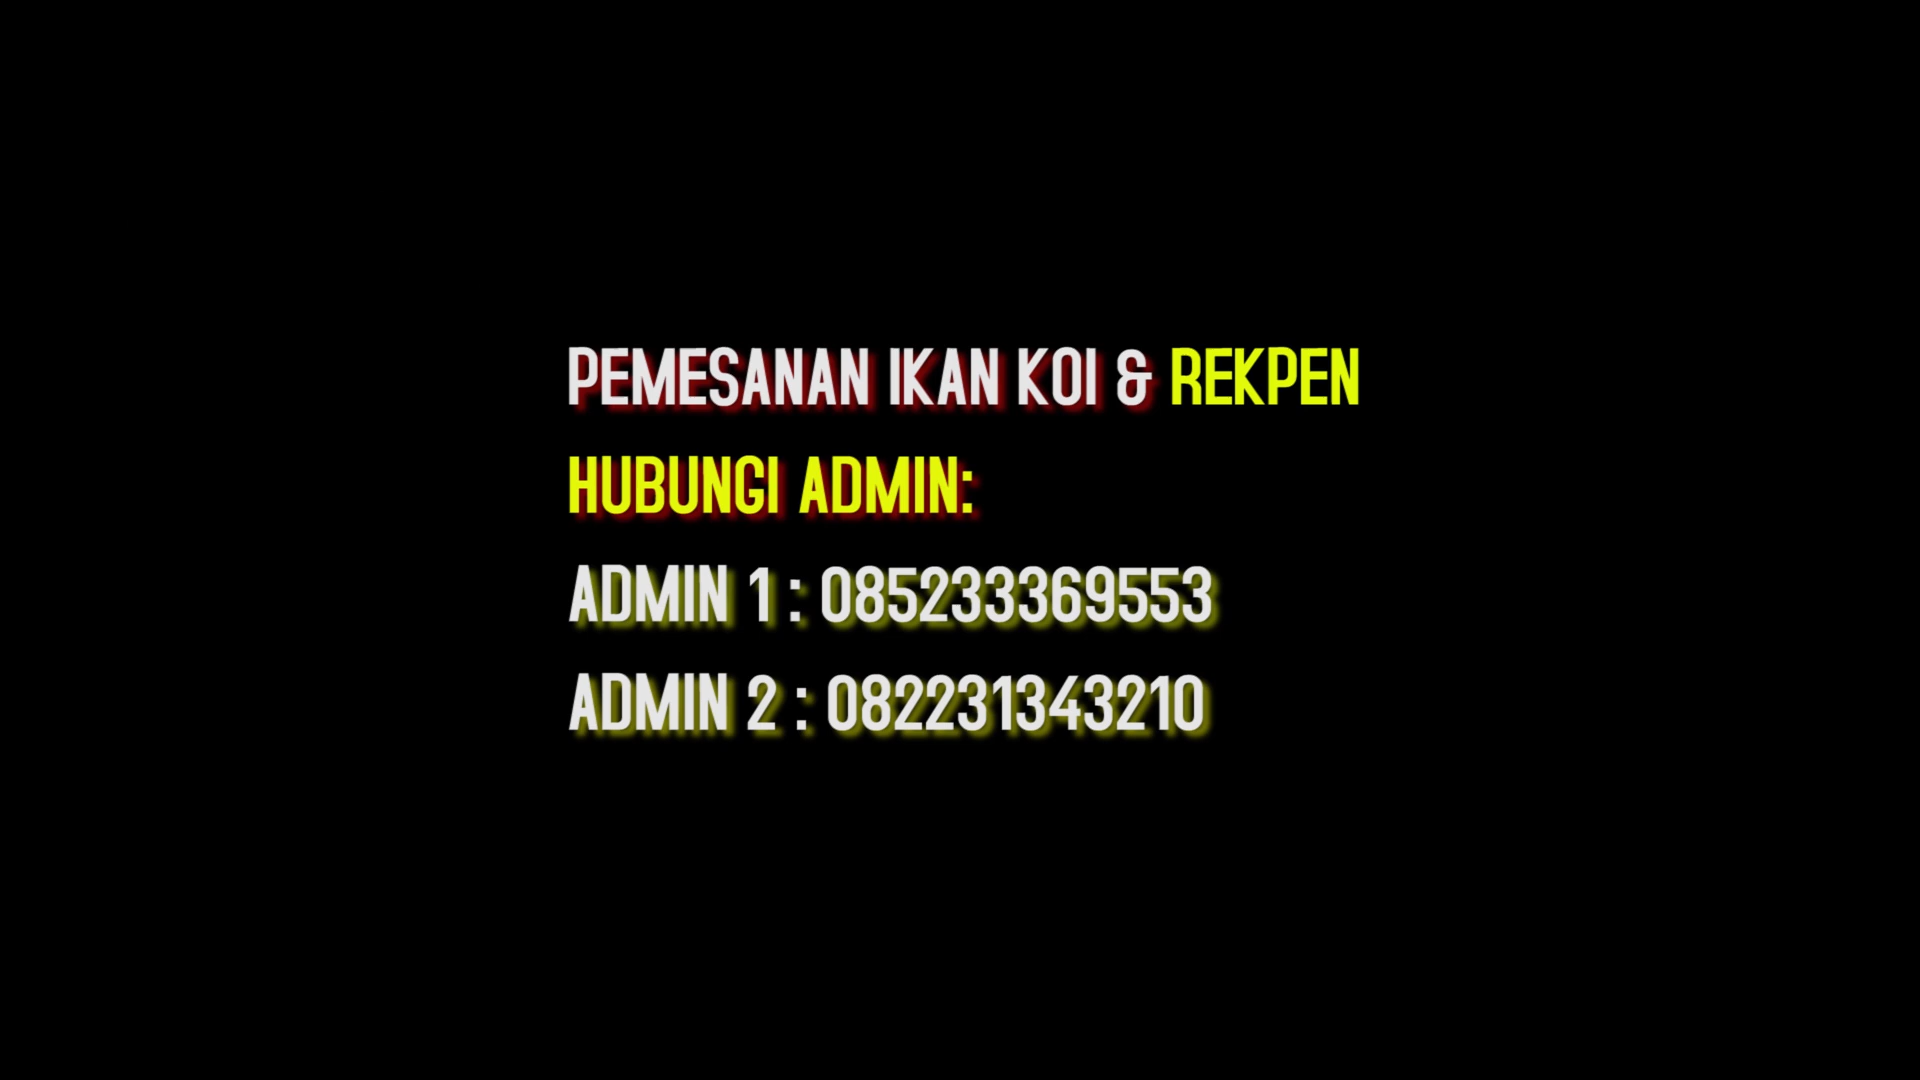 PEMESANAN IKAN KOI & REKPEN
HUBUNGI ADMIN:
ADMIN 1 : 085233369553
ADMIN 2 : 082231343210